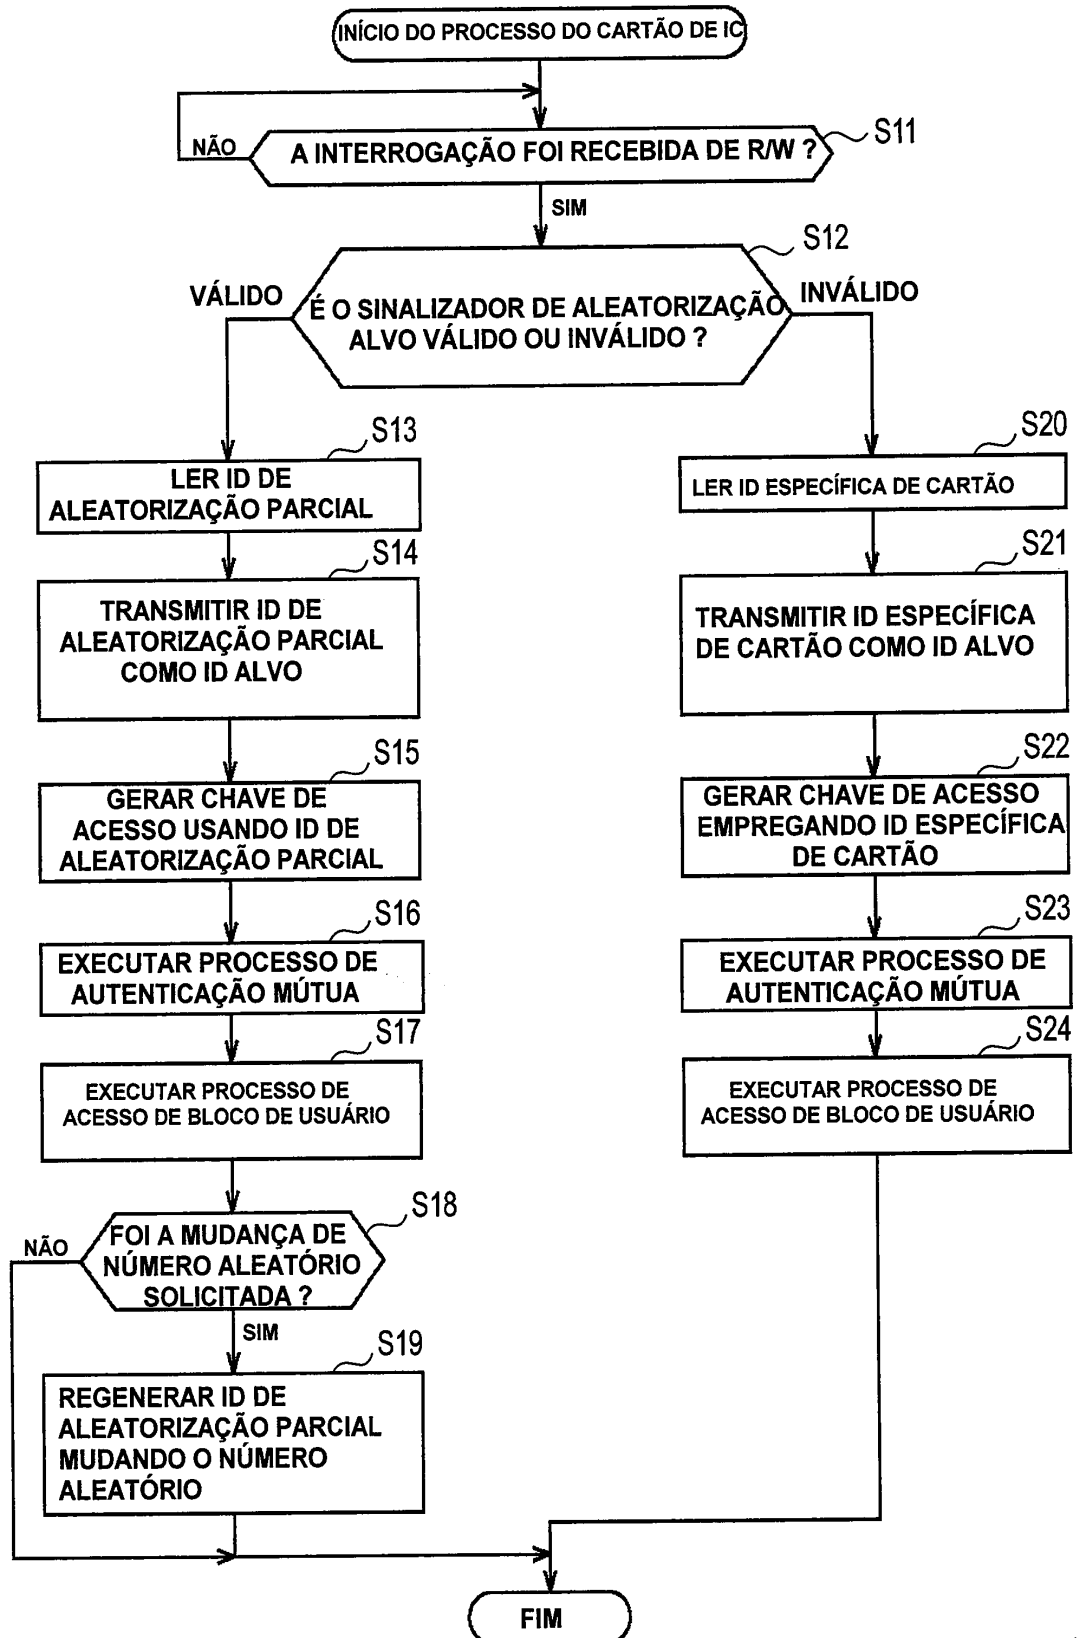 INÍCIO DO PROCESSO DO CARTÃO DE IC
S11
NÃO
A INTERROGAÇÃO FOI RECEBIDA DE R/W ?
SIM
S12
VÁLIDO
INVÁLIDO
É O SINALIZADOR DE ALEATORIZAÇÃO
ALVO VÁLIDO OU INVÁLIDO ?
S13
LER ID DE
ALEATORIZAÇÃO PARCIAL
S14
TRANSMITIR ID DE
ALEATORIZAÇÃO PARCIAL
COMO ID ALVO
S15
GERAR CHAVE DE
ACESSO USANDO ID DE
ALEATORIZAÇÃO PARCIAL
S16
EXECUTAR PROCESSO DE
AUTENTICAÇÃO MÚTUA
S17
EXECUTAR PROCESSO DE
ACESSO DE BLOCO DE USUÁRIO
S18
NÃO
FOI A MUDANÇA DE
NÚMERO ALEATÓRIO
SOLICITADA ?
SIM
S19
REGENERAR ID DE
ALEATORIZAÇÃO PARCIAL
MUDANDO O NÚMERO
ALEATÓRIO
S20
LER ID ESPECÍFICA DE CARTÃO
S21
TRANSMITIR ID ESPECÍFICA
DE CARTÃO COMO ID ALVO
S22
GERAR CHAVE DE ACESSO
EMPREGANDO ID ESPECÍFICA
DE CARTÃO
S23
EXECUTAR PROCESSO DE
AUTENTICAÇÃO MÚTUA
S24
EXECUTAR PROCESSO DE
ACESSO DE BLOCO DE USUÁRIO
FIM